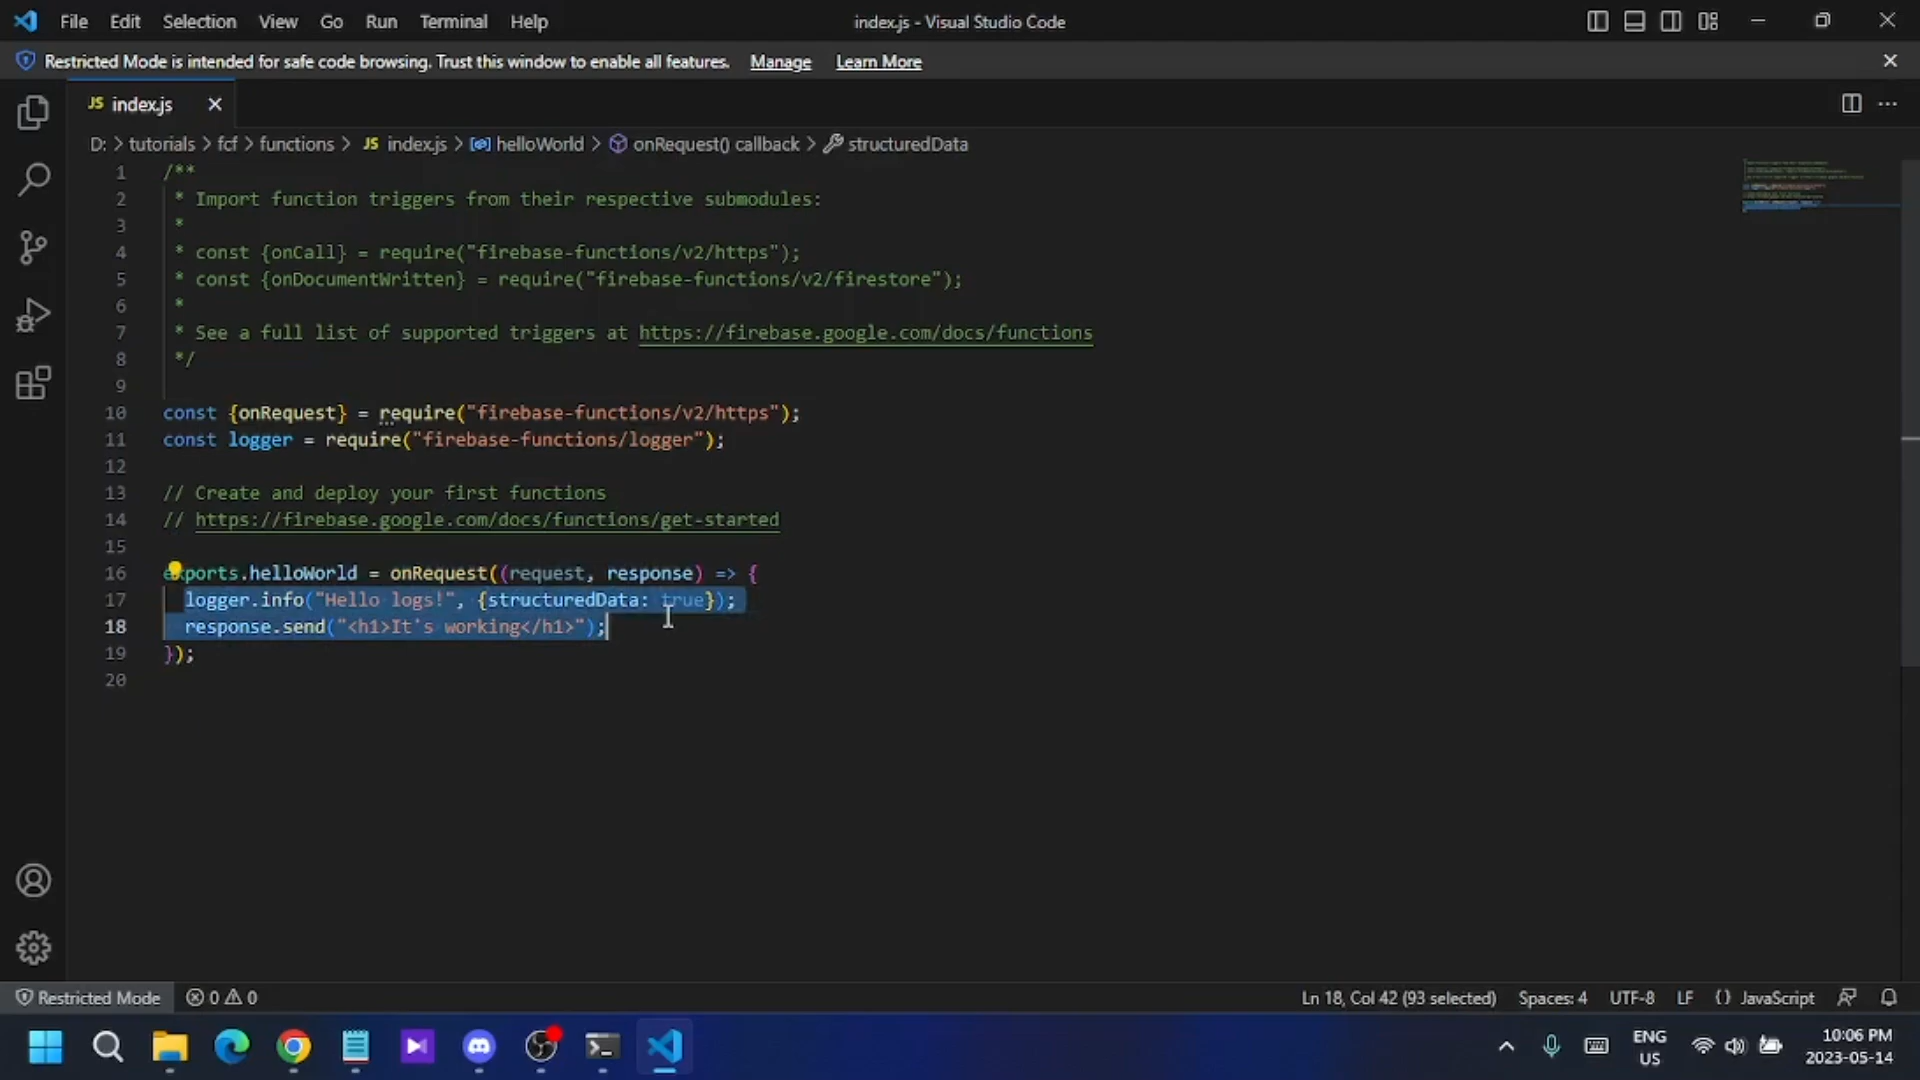 File Edit Selection View Go Run Terminal Help index.js - Visual Studio Code
Restricted Mode is intended for safe code browsing. Trust this window to enable all features. Manage Learn More
JS index.js
D: > tutorials > fcf > functions > JS index.js > helloWorld > onRequest() callback > structuredData
1 /**
2 * Import function triggers from their respective submodules:
3 *
4 * const {onCall} = require("firebase-functions/v2/https");
5 * const {onDocumentWritten} = require("firebase-functions/v2/firestore");
6 *
7 * See a full list of supported triggers at https://firebase.google.com/docs/functions
8 */
9
10 const {onRequest} = require("firebase-functions/v2/https");
11 const logger = require("firebase-functions/logger");
12
13 // Create and deploy your first functions
14 // https://firebase.google.com/docs/functions/get-started
15
16 exports.helloWorld = onRequest((request, response) => {
17 logger.info("Hello logs!", {structuredData: true});
18 response.send("<h1>It's working</h1>");
19 });
20
Restricted Mode 0 0 Ln 18, Col 42 (93 selected) Spaces: 4 UTF-8 LF {} JavaScript
ENG US 10:06 PM
2023-05-14